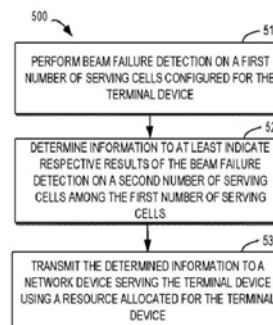 500
51
PERFORM BEAM FAILURE DETECTION ON A FIRST
NUMBER OF SERVING CELLS CONFIGURED FOR THE
TERMINAL DEVICE
52
DETERMINE INFORMATION TO AT LEAST INDICATE
RESPECTIVE RESULTS OF THE BEAM FAILURE
DETECTION ON A SECOND NUMBER OF SERVING
CELLS AMONG THE FIRST NUMBER OF SERVING
CELLS
53
TRANSMIT THE DETERMINED INFORMATION TO A
NETWORK DEVICE SERVING THE TERMINAL DEVICE
USING A RESOURCE ALLOCATED FOR THE TERMINAL
DEVICE